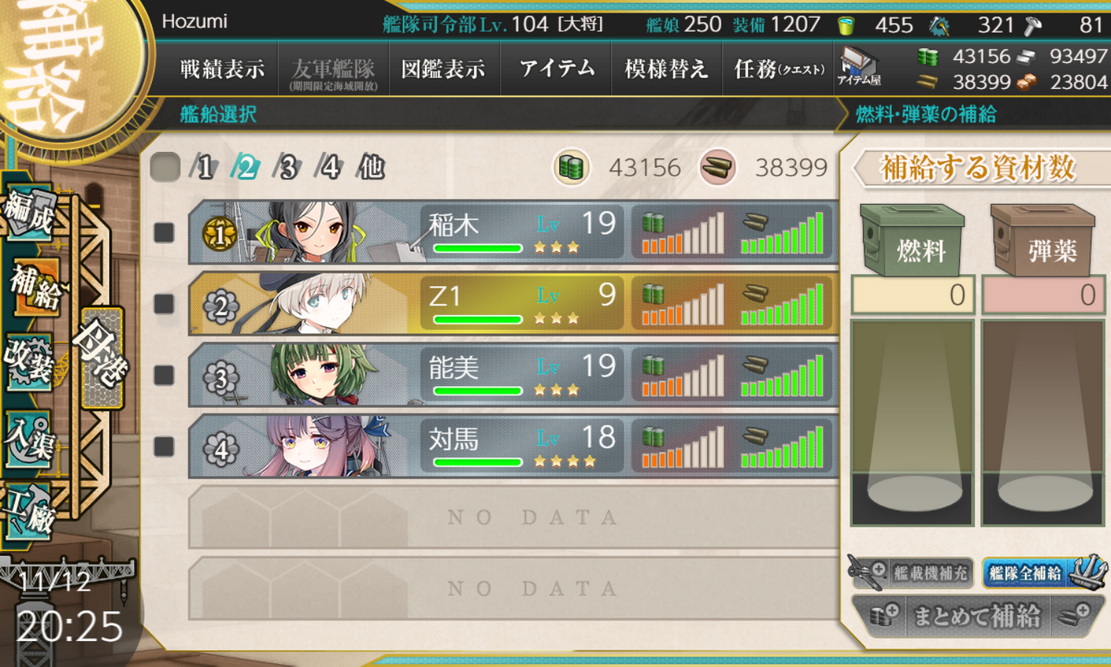 補給
Hozumi
艦隊司令部Lv.104 [大将]
艦娘 250 装備 1207
455
321
81
戦績表示
友軍艦隊
(期間限定海域開放)
図鑑表示
アイテム
模様替え
任務(クエスト)
アイテム屋
43156
93497
38399
23804
艦船選択
燃料・弾薬の補給
1
2
3
4
他
43156
38399
補給する資材数
編成
補給
改装
入渠
工廠
母港
1
稲木
Lv 19
2
Z1
Lv 9
3
能美
Lv 19
4
対馬
Lv 18
NO DATA
NO DATA
燃料
弾薬
0
0
艦載機補充
艦隊全補給
まとめて補給
11/12
20:25